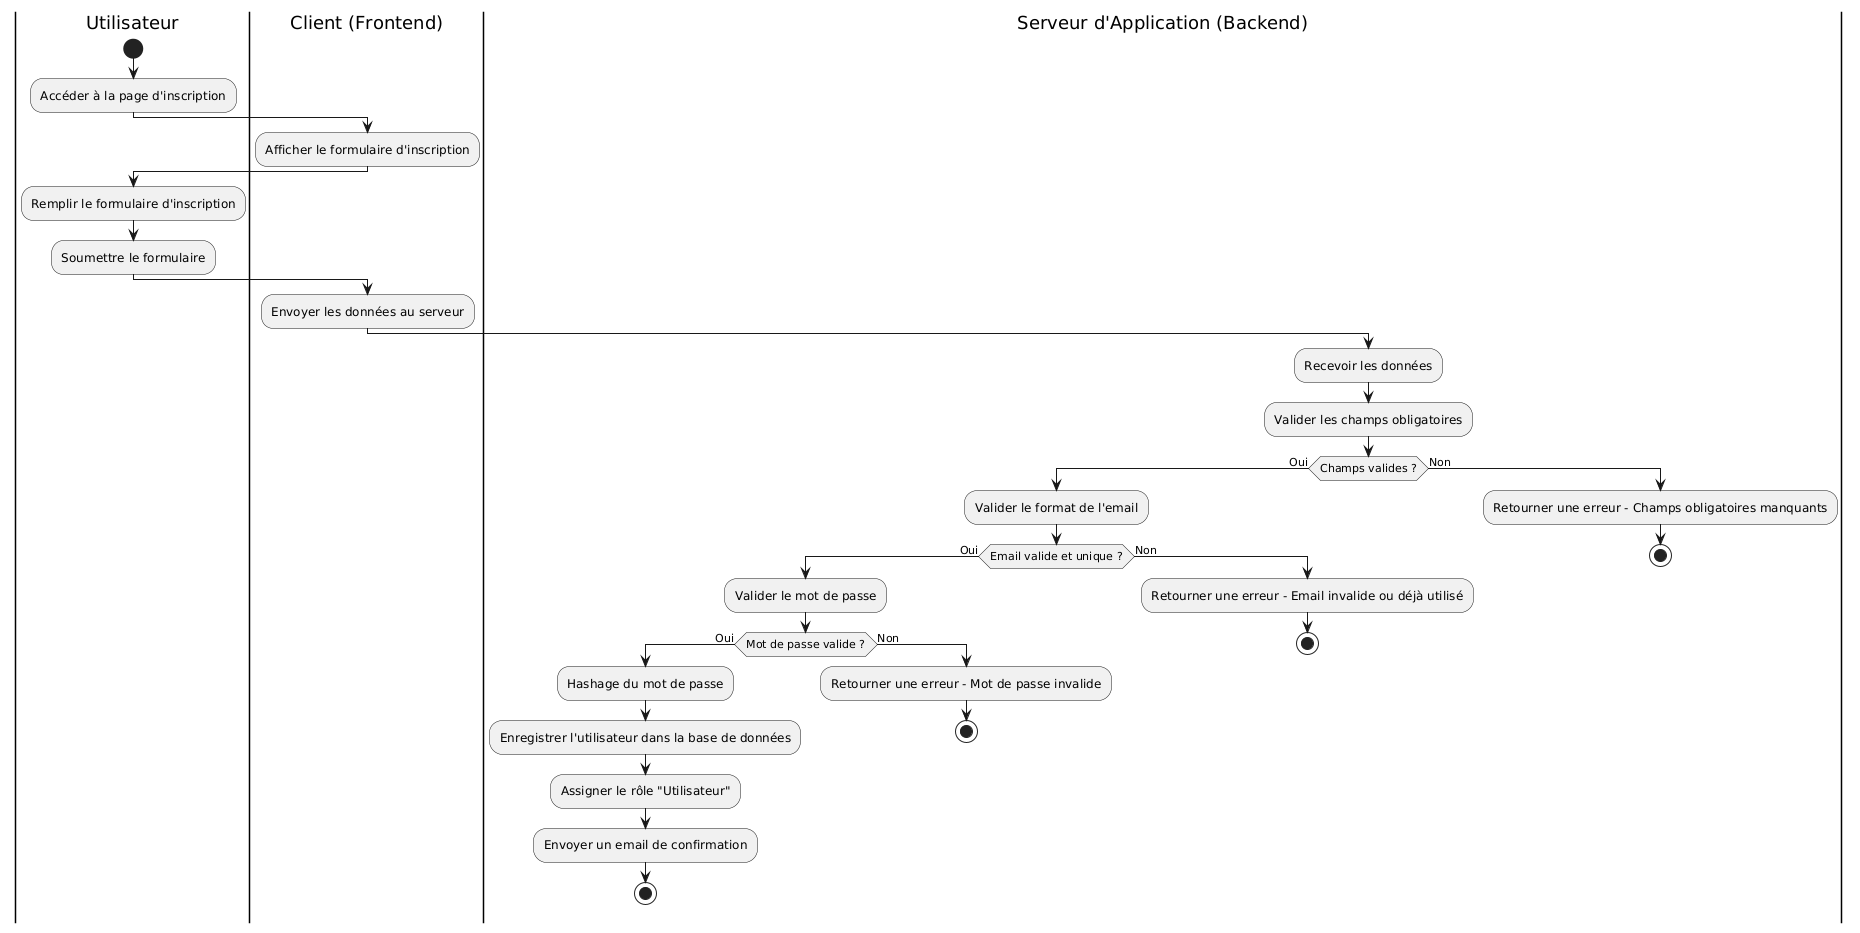 Utilisateur
Client (Frontend)
Serveur d'Application (Backend)
Accéder à la page d'inscription
Afficher le formulaire d'inscription
Remplir le formulaire d'inscription
Soumettre le formulaire
Envoyer les données au serveur
Recevoir les données
Valider les champs obligatoires
Oui
Champs valides ?
Non
Valider le format de l'email
Retourner une erreur - Champs obligatoires manquants
Oui
Email valide et unique ?
Non
Valider le mot de passe
Retourner une erreur - Email invalide ou déjà utilisé
Oui
Mot de passe valide ?
Non
Hashage du mot de passe
Retourner une erreur - Mot de passe invalide
Enregistrer l'utilisateur dans la base de données
Assigner le rôle "Utilisateur"
Envoyer un email de confirmation